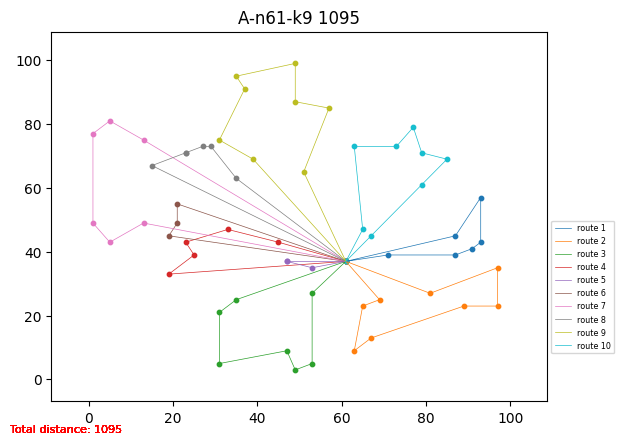 A-n61-k9 1095
100
80
60
40
20
0
0 20 40 60 80 100
route 1
route 2
route 3
route 4
route 5
route 6
route 7
route 8
route 9
route 10
Total distance: 1095